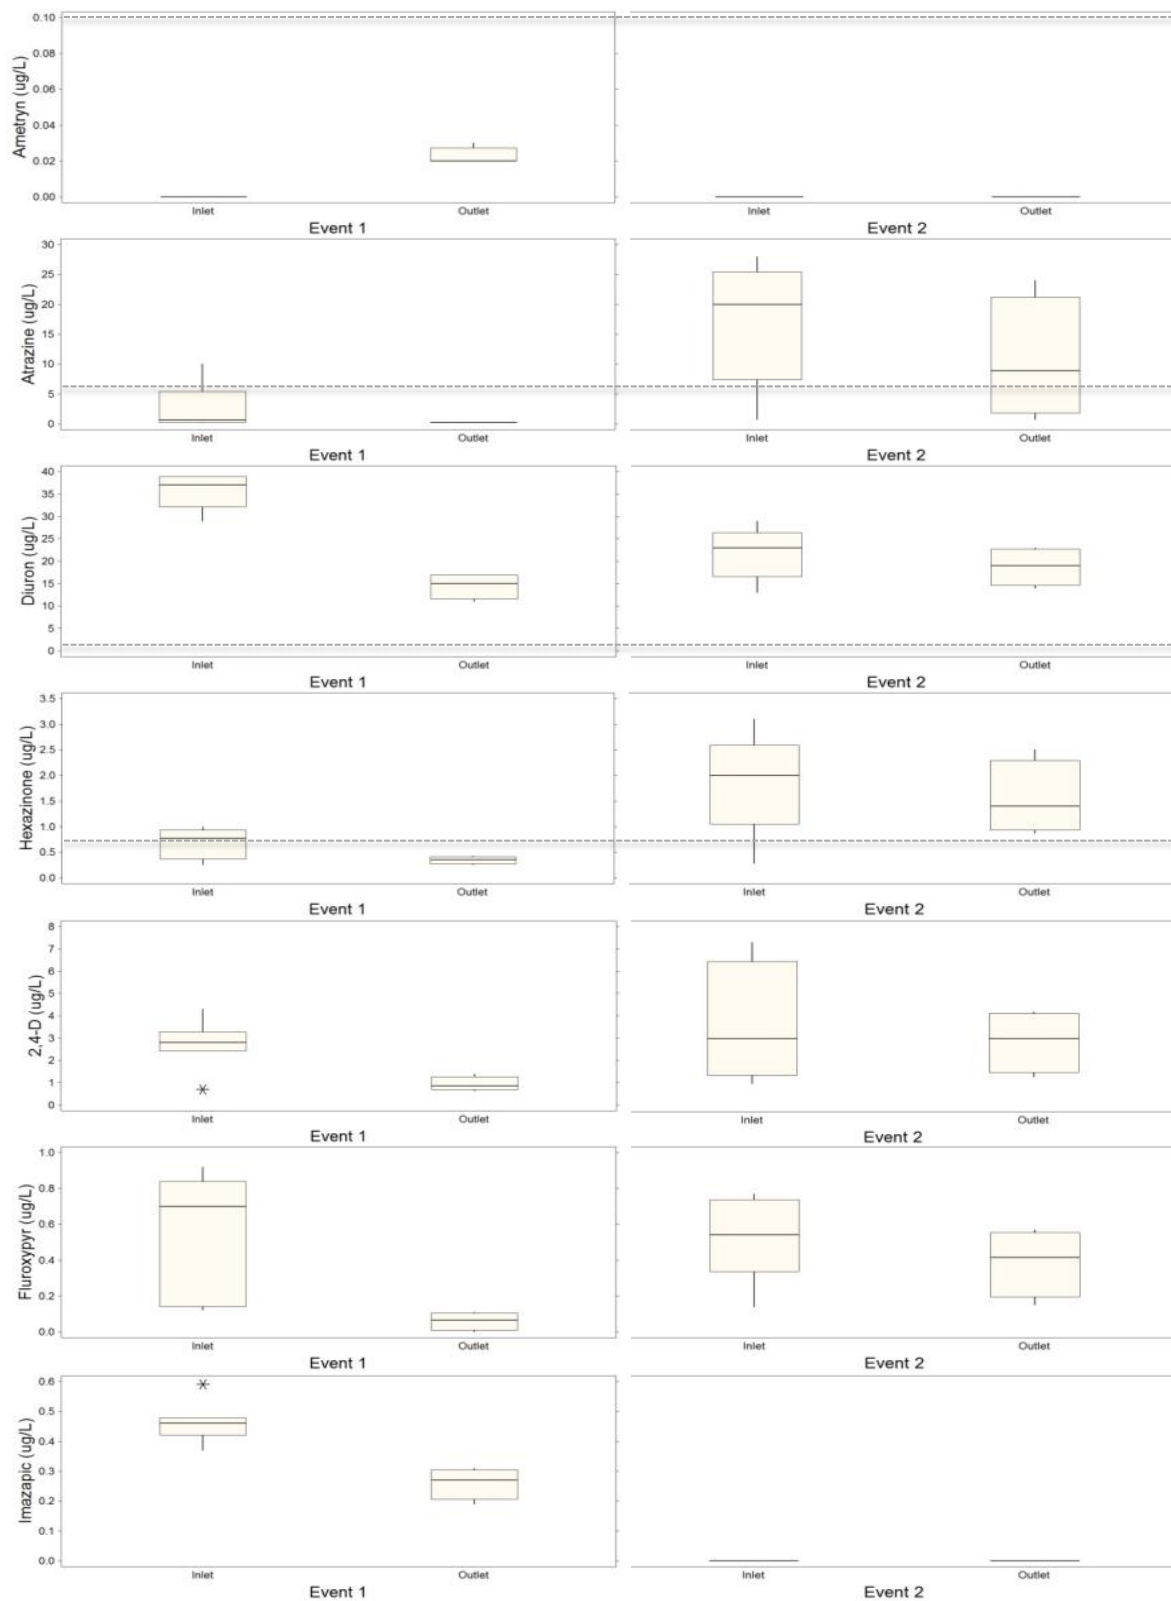 Ametryn (ug/L)
0.10
0.08
0.06
0.04
0.02
0.00
Inlet Outlet Inlet Outlet
Event 1 Event 2
Atrazine (ug/L)
30
25
20
15
10
5
0
Inlet Outlet Inlet Outlet
Event 1 Event 2
Diuron (ug/L)
40
35
30
25
20
15
10
5
0
Inlet Outlet Inlet Outlet
Event 1 Event 2
Hexazinone (ug/L)
3.5
3.0
2.5
2.0
1.5
1.0
0.5
0.0
Inlet Outlet Inlet Outlet
Event 1 Event 2
2,4-D (ug/L)
8
7
6
5
4
3
2
1
0
Inlet Outlet Inlet Outlet
Event 1 Event 2
Fluroxypyr (ug/L)
1.0
0.8
0.6
0.4
0.2
0.0
Inlet Outlet Inlet Outlet
Event 1 Event 2
Imazapic (ug/L)
0.6
0.5
0.4
0.3
0.2
0.1
0.0
Inlet Outlet Inlet Outlet
Event 1 Event 2